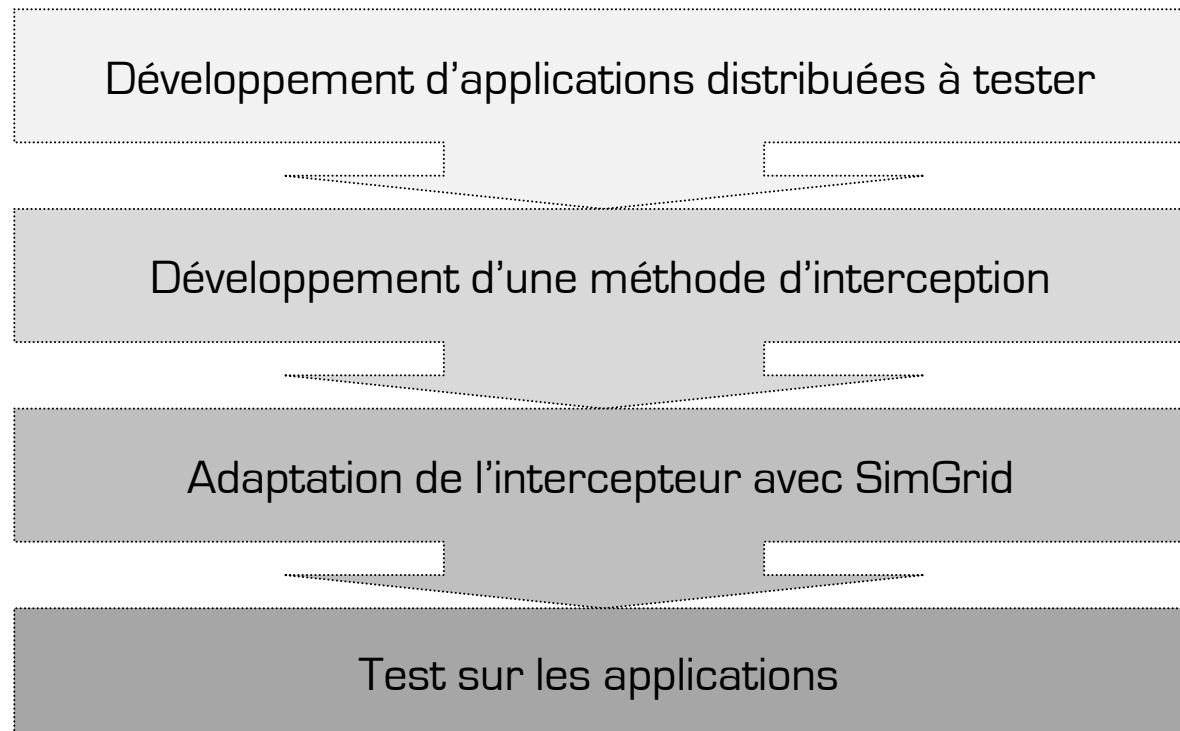 Développement d’applications distribuées à tester
Développement d’une méthode d’interception
Adaptation de l’intercepteur avec SimGrid
Test sur les applications